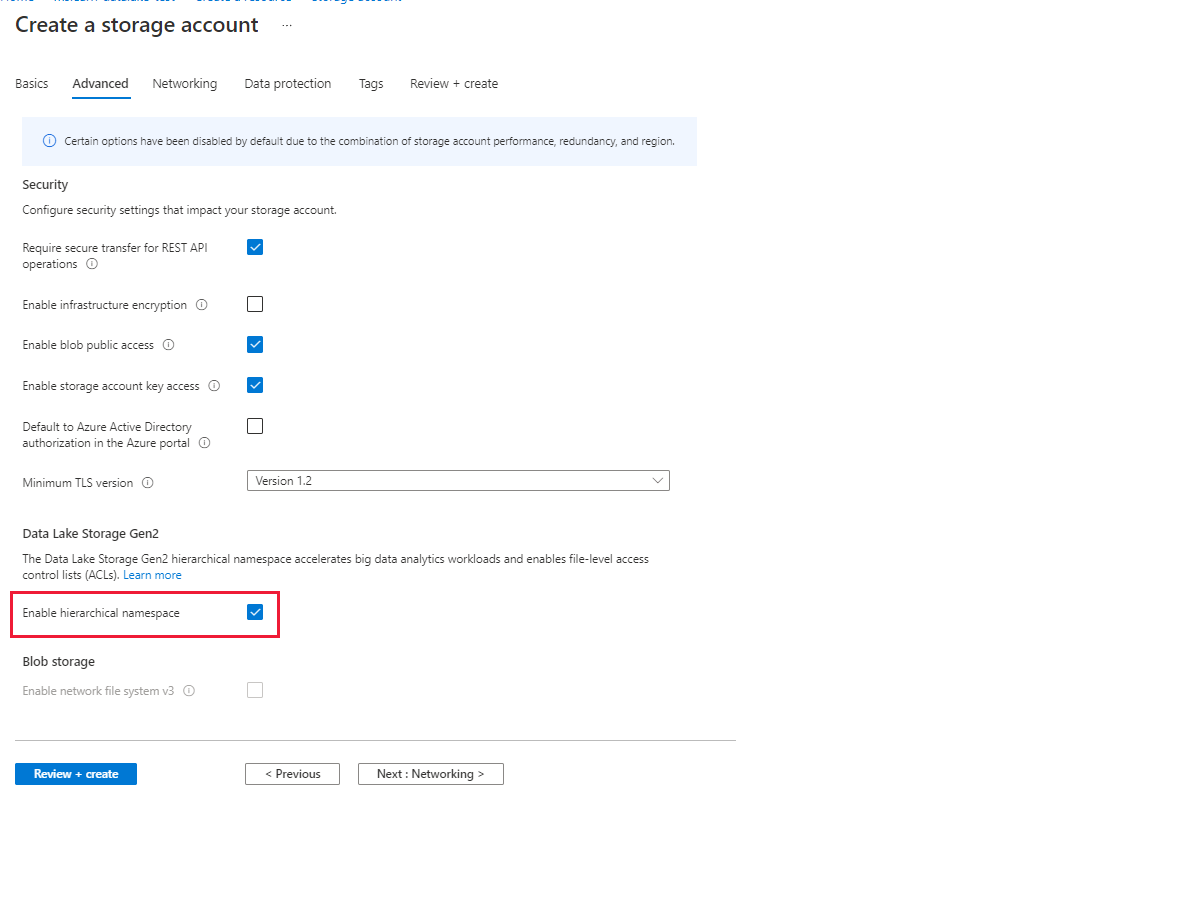 Create a storage account ...
Basics Advanced Networking Data protection Tags Review + create
Certain options have been disabled by default due to the combination of storage account performance, redundancy, and region.
Security
Configure security settings that impact your storage account.
Require secure transfer for REST API
operations
Enable infrastructure encryption
Enable blob public access
Enable storage account key access
Default to Azure Active Directory
authorization in the Azure portal
Minimum TLS version Version 1.2
Data Lake Storage Gen2
The Data Lake Storage Gen2 hierarchical namespace accelerates big data analytics workloads and enables file-level access
control lists (ACLs). Learn more
Enable hierarchical namespace
Blob storage
Enable network file system v3
Review + create < Previous Next : Networking >